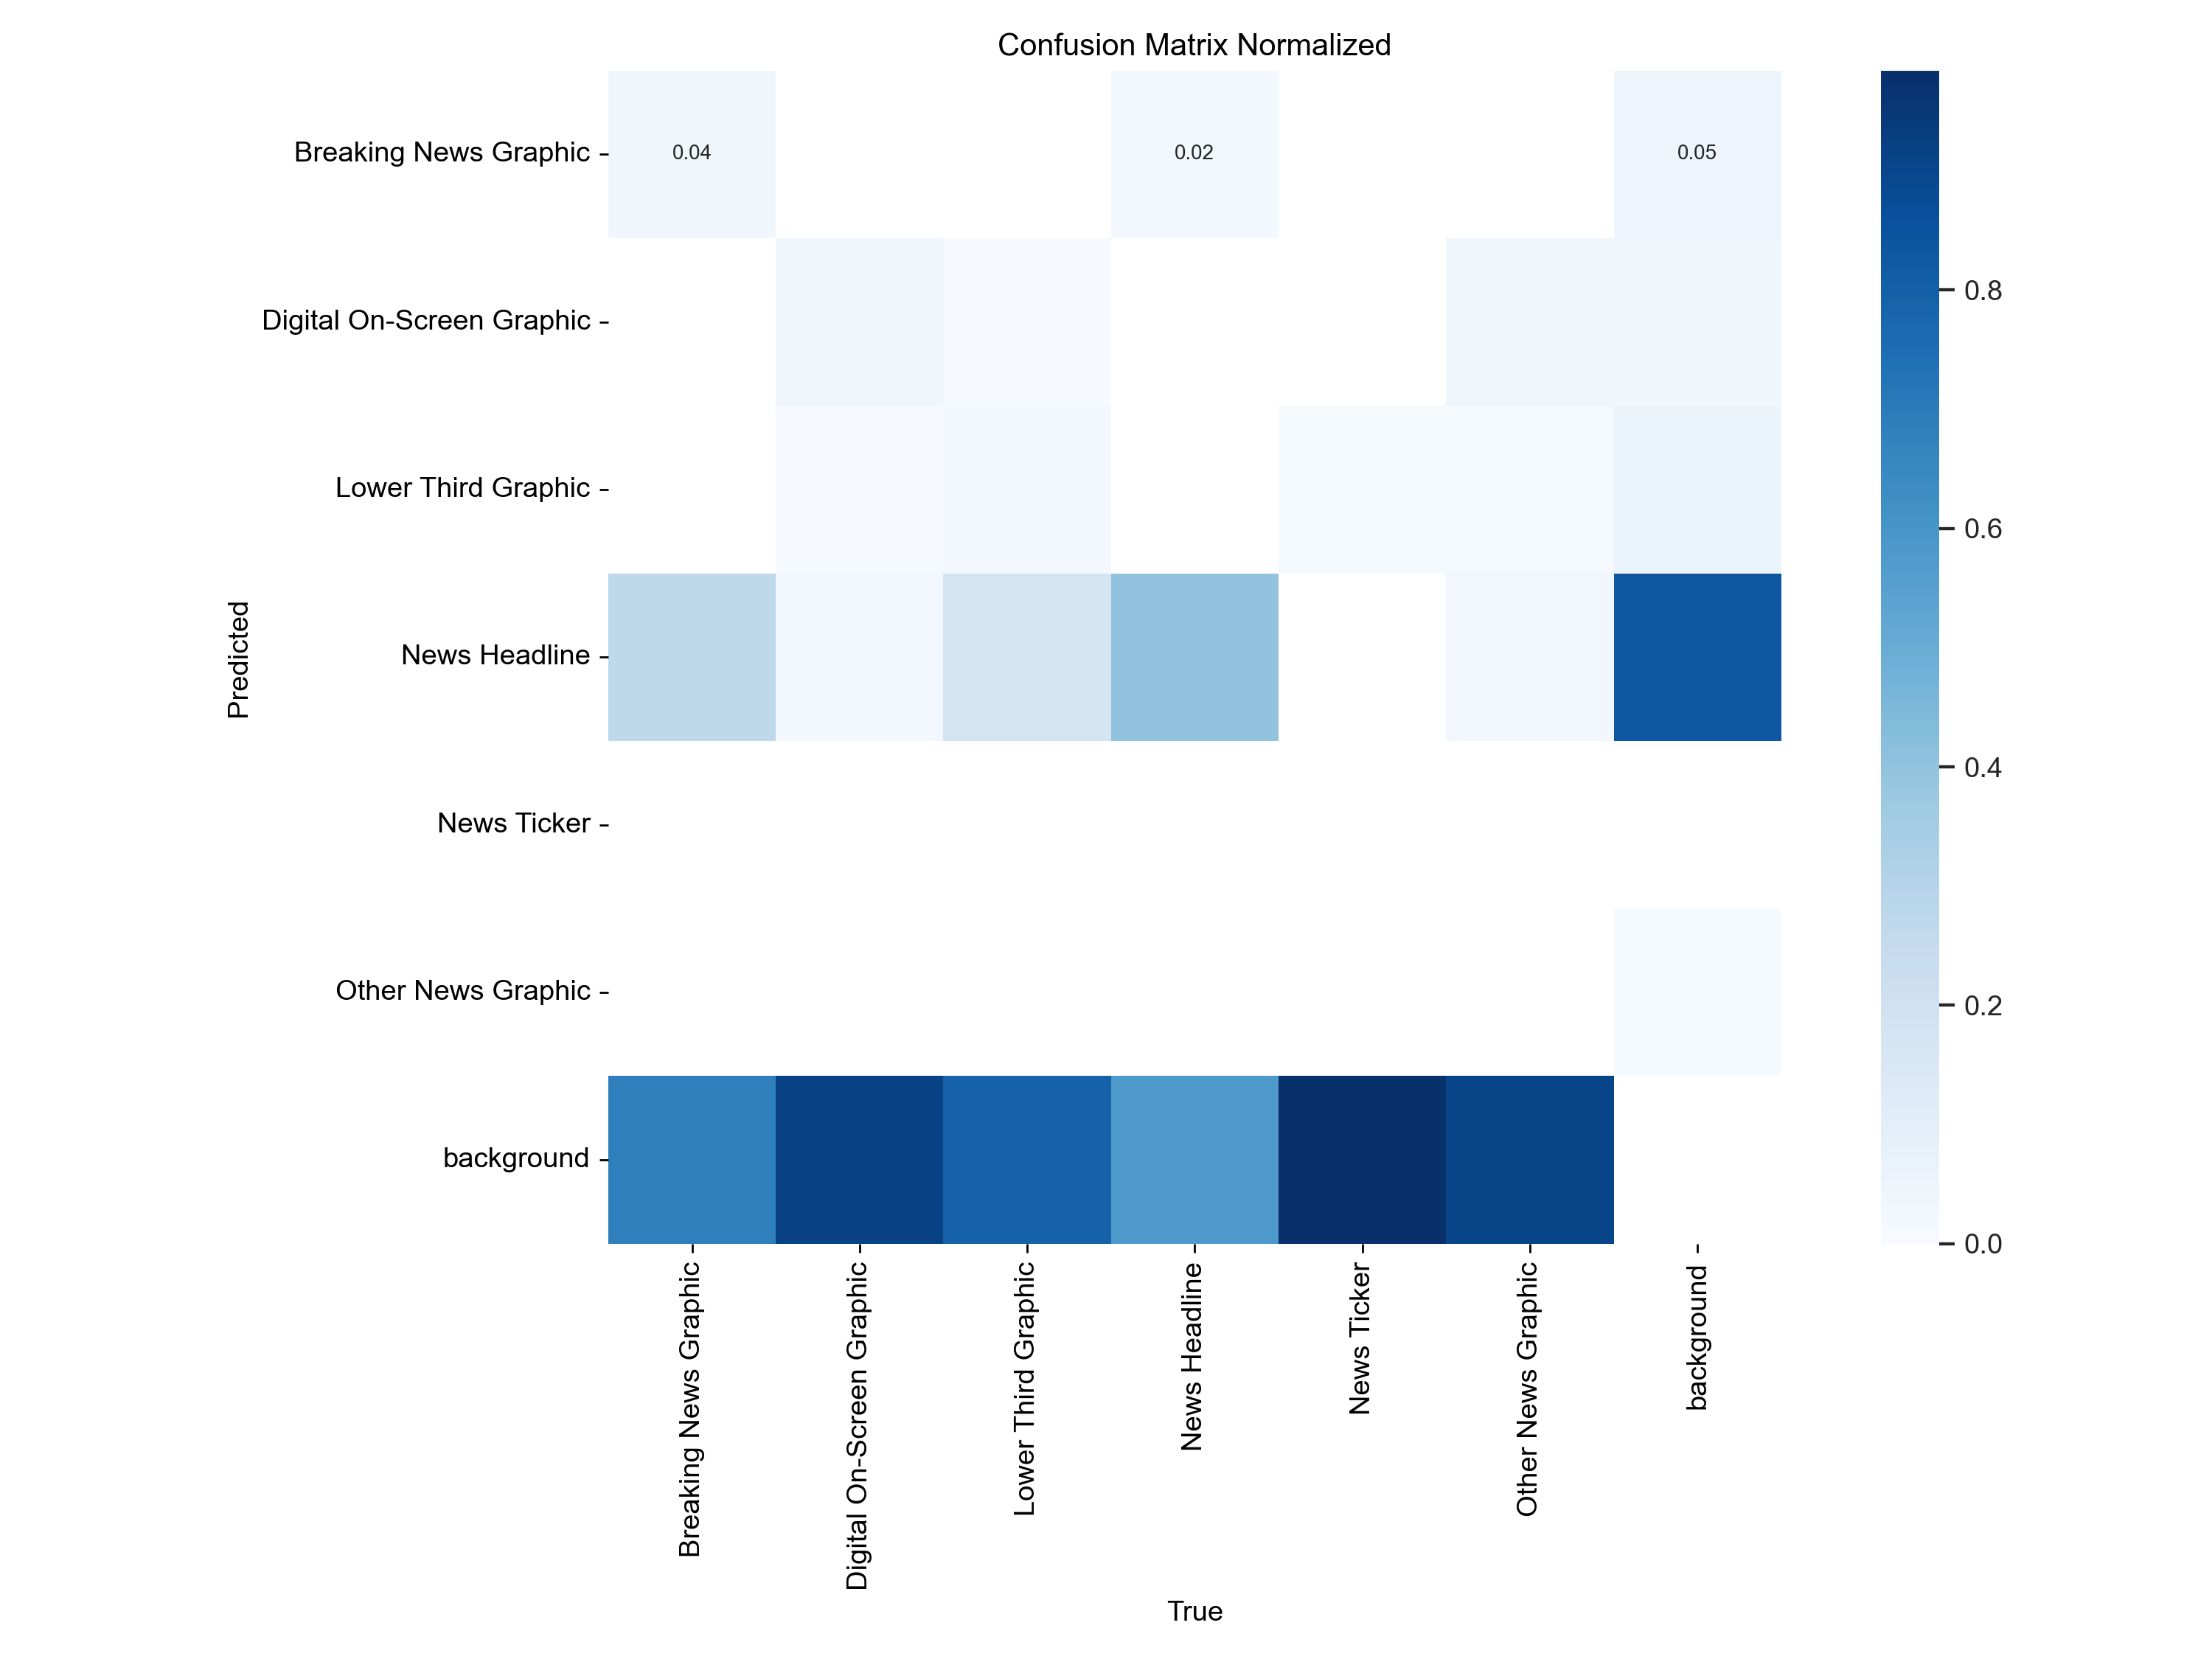 Confusion Matrix Normalized
Breaking News Graphic
0.04
0.02
0.05
Digital On-Screen Graphic
Lower Third Graphic
News Headline
News Ticker
Other News Graphic
background
Predicted
0.8
0.6
0.4
0.2
0.0
Breaking News Graphic
Digital On-Screen Graphic
Lower Third Graphic
News Headline
News Ticker
Other News Graphic
background
True